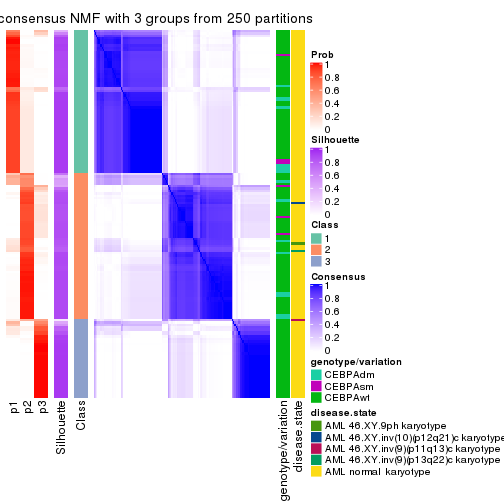 consensus NMF with 3 groups from 250 partitions
Prob
1
0.8
0.6
0.4
0.2
0
Silhouette
1
0.8
0.6
0.4
0.2
0
Class
1
2
3
Consensus
1
0.8
0.6
0.4
0.2
0
genotype/variation
CEBPAdm
CEBPAsm
CEBPAwt
disease.state
AML 46.XY.9ph karyotype
AML 46.XY.inv(10)(p12q21)c karyotype
AML 46.XY.inv(9)(p11q13)c karyotype
AML 46.XY.inv(9)(p13q22)c karyotype
AML normal karyotype
p1
p2
p3
Silhouette
Class
genotype/variation
disease.state